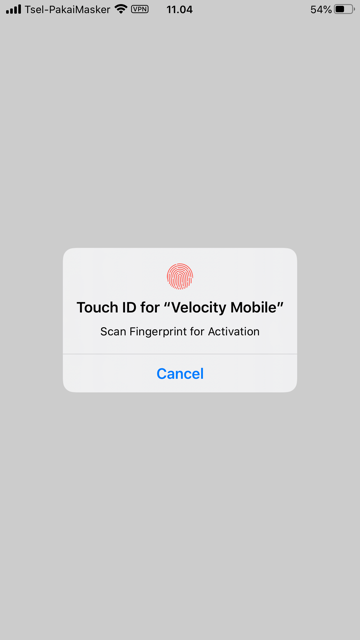 Tsel-PakaiMasker VPN 11.04 54%
Touch ID for “Velocity Mobile”
Scan Fingerprint for Activation
Cancel